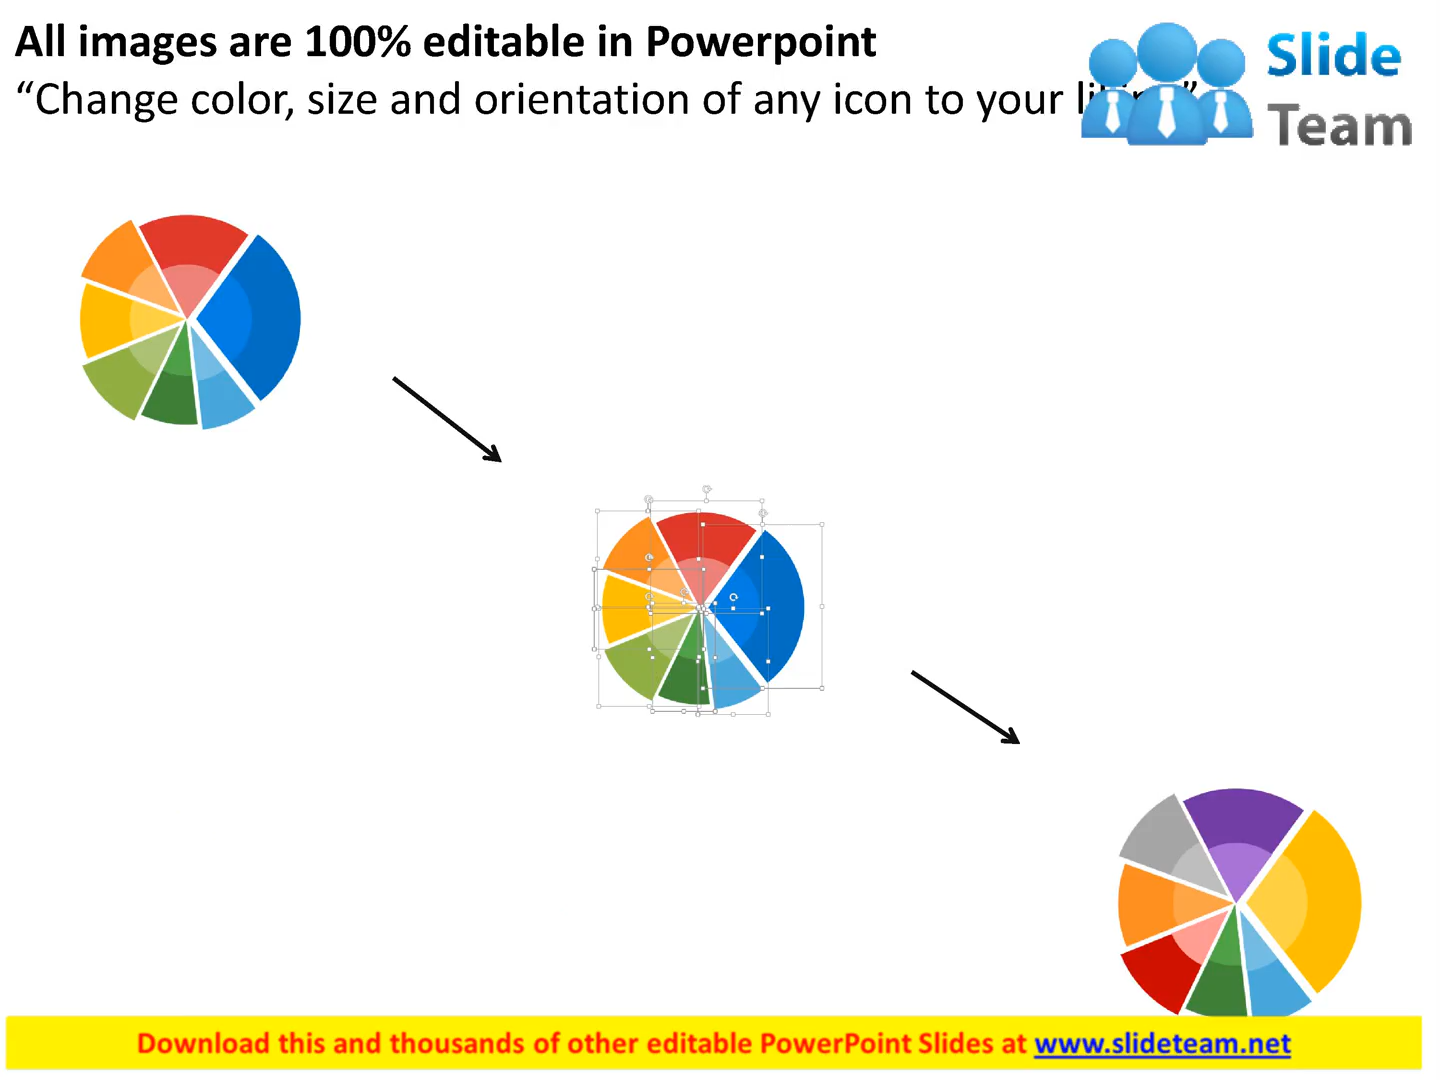 All images are 100% editable in Powerpoint
“Change color, size and orientation of any icon to your
Slide
Team
Download this and thousands of other editable PowerPoint Slides at www.slideteam.net